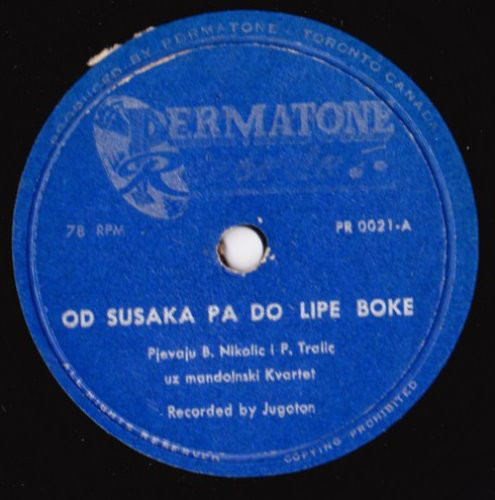 PRODUCED BY PERMATONE - TORONTO CANADA
PERMATONE
Records
78 RPM
PR 0021-A
OD SUSAKA PA DO LIPE BOKE
Pjevaju B. Nikolic i P. Tralic
uz mandolnski Kvartet
Recorded by Jugoton
ALL RIGHTS RESERVED
COPYING PROHIBITED